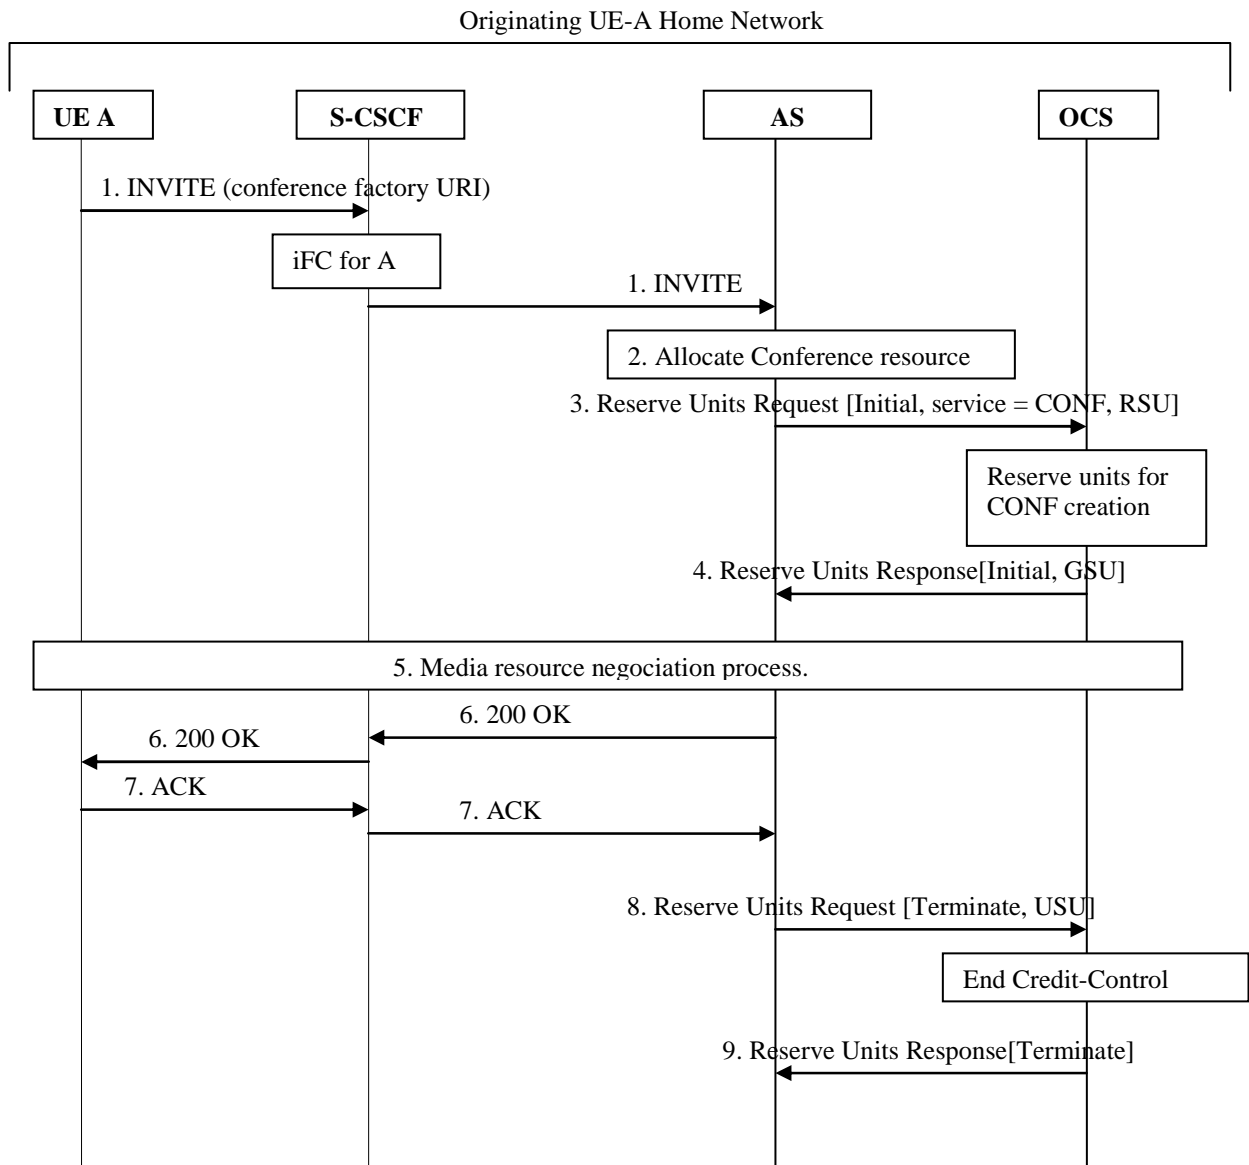 Originating UE-A Home Network
UE A
S-CSCF
AS
OCS
1. INVITE (conference factory URI)
iFC for A
1. INVITE
2. Allocate Conference resource
3. Reserve Units Request [Initial, service = CONF, RSU]
Reserve units for
CONF creation
4. Reserve Units Response[Initial, GSU]
5. Media resource negociation process.
6. 200 OK
6. 200 OK
7. ACK
7. ACK
8. Reserve Units Request [Terminate, USU]
End Credit-Control
9. Reserve Units Response[Terminate]